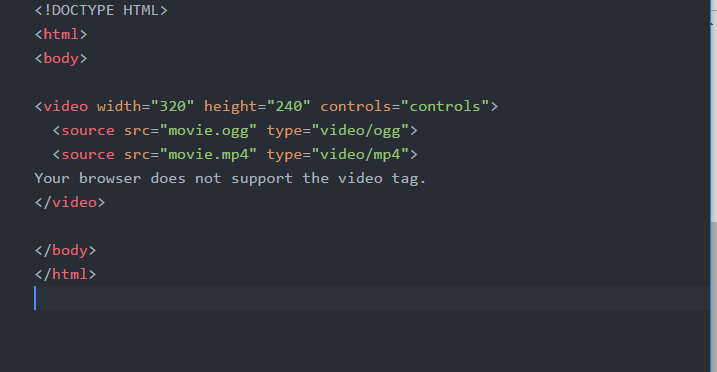 <!DOCTYPE HTML>
<html>
<body>
<video width="320" height="240" controls="controls">
<source src="movie.ogg" type="video/ogg">
<source src="movie.mp4" type="video/mp4">
Your browser does not support the video tag.
</video>
</body>
</html>